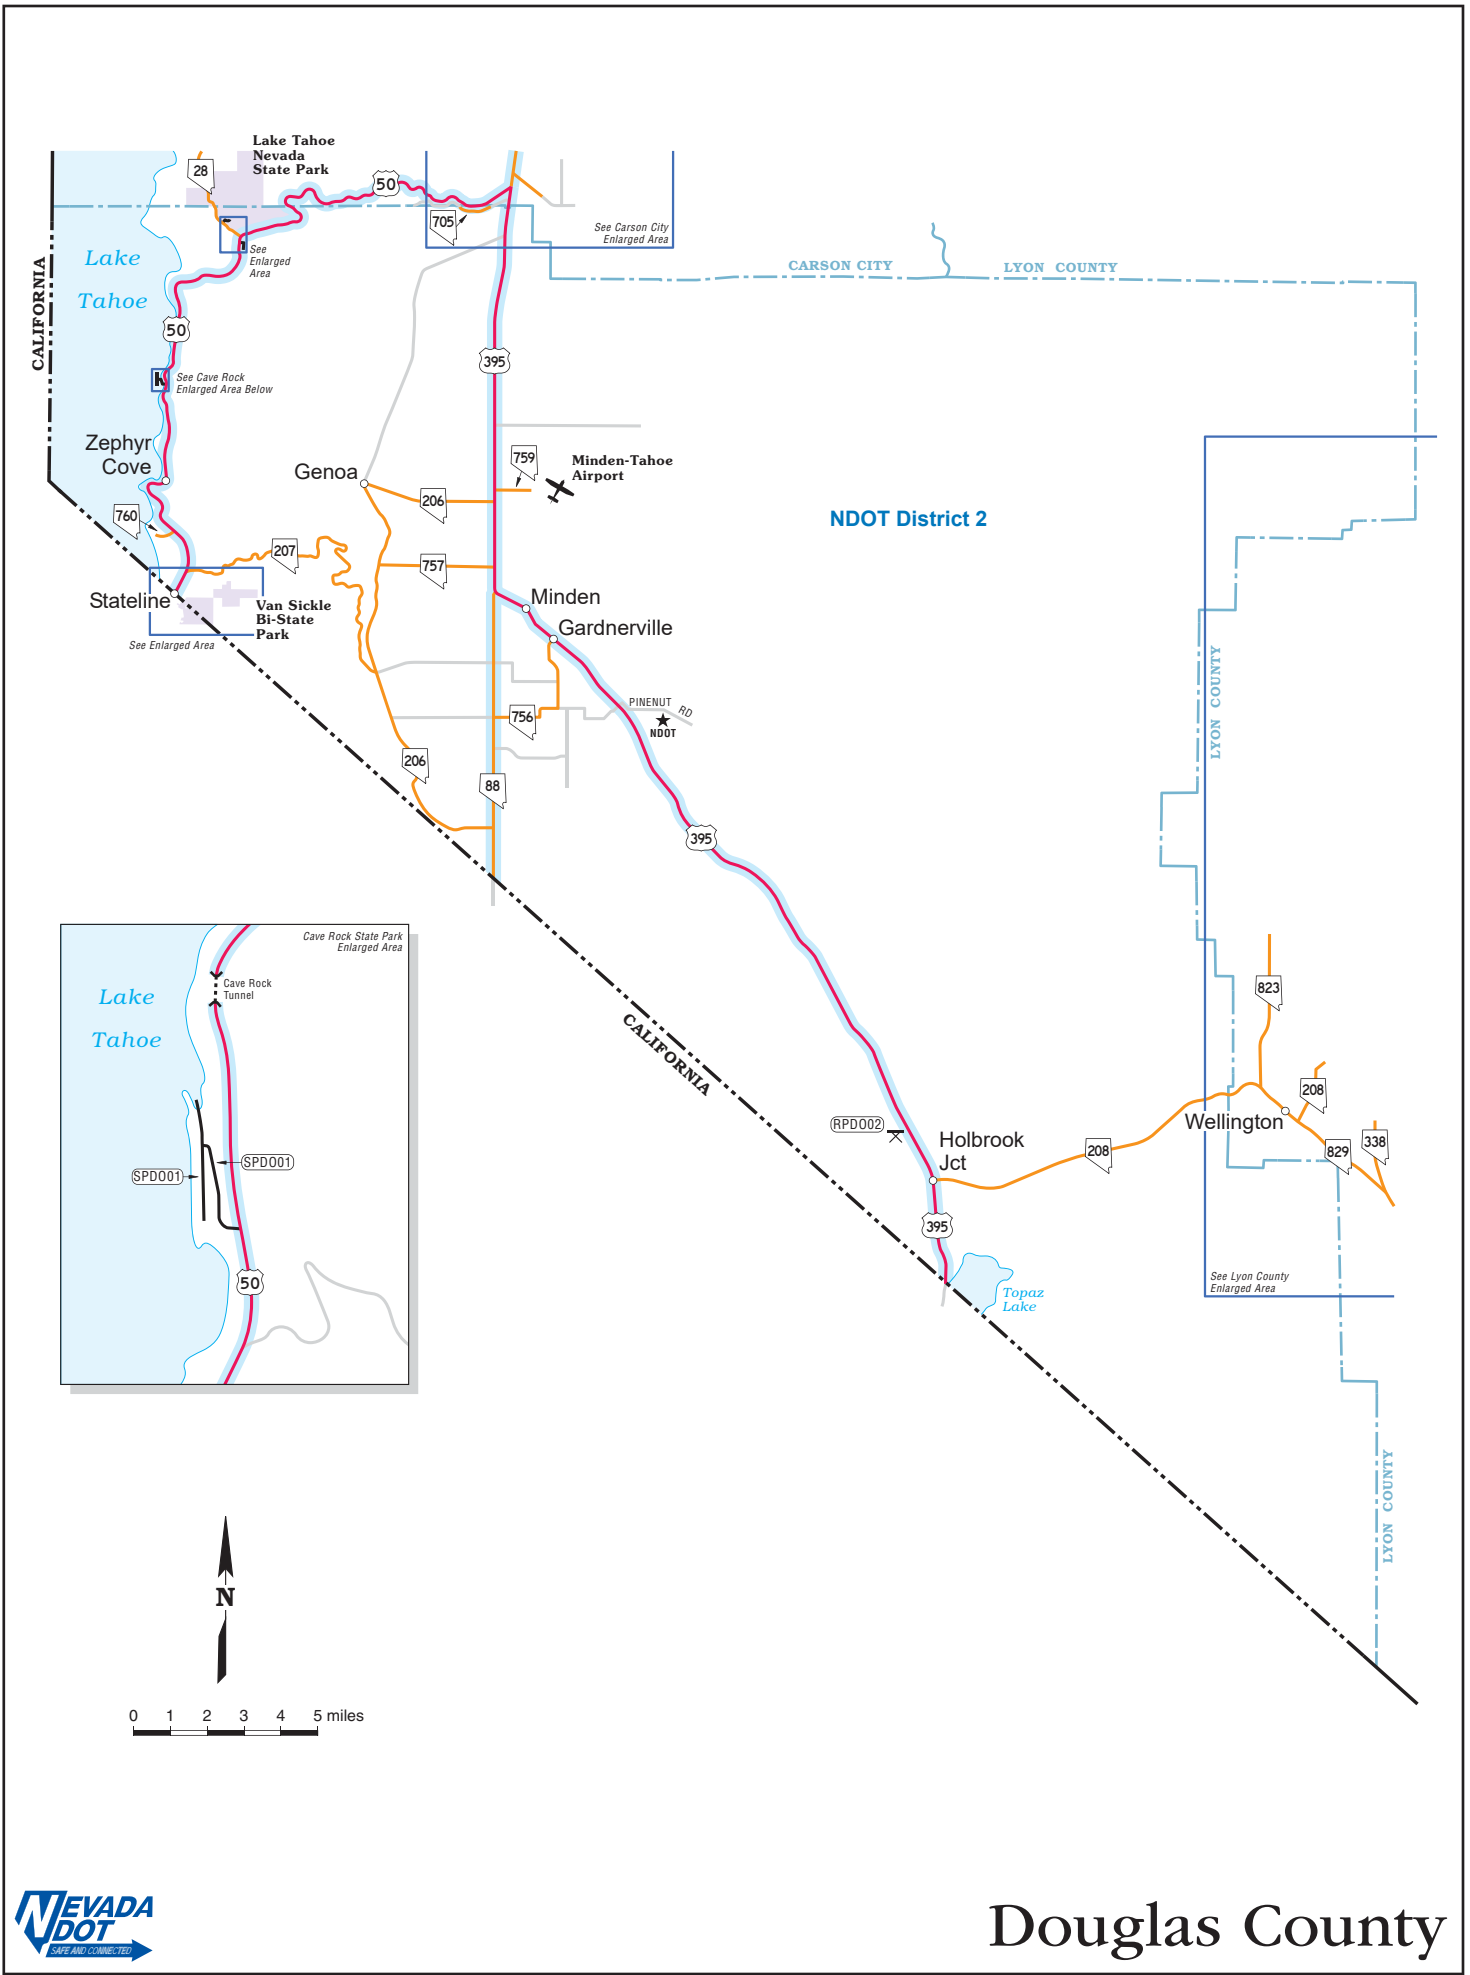 Lake Tahoe
Nevada
State Park
28
50
705
See Carson City
Enlarged Area
See
Enlarged
Area
Lake
Tahoe
CALIFORNIA
CARSON CITY
LYON COUNTY
50
395
See Cave Rock
Enlarged Area Below
Zephyr
Cove
Genoa
759
Minden-Tahoe
Airport
206
760
NDOT District 2
207
757
Stateline
Van Sickle
Bi-State
Park
See Enlarged Area
Minden
Gardnerville
LYON COUNTY
PINENUT RD
NDOT
756
206
88
395
Cave Rock State Park
Enlarged Area
Cave Rock
Tunnel
Lake
Tahoe
SPDO01
SPDO01
50
CALIFORNIA
823
208
Wellington
RPDO02
Holbrook
Jct
208
829
338
395
Topaz
Lake
See Lyon County
Enlarged Area
LYON COUNTY
N
0 1 2 3 4 5 miles
NEVADA
DOT
SAFE AND CONNECTED
Douglas County